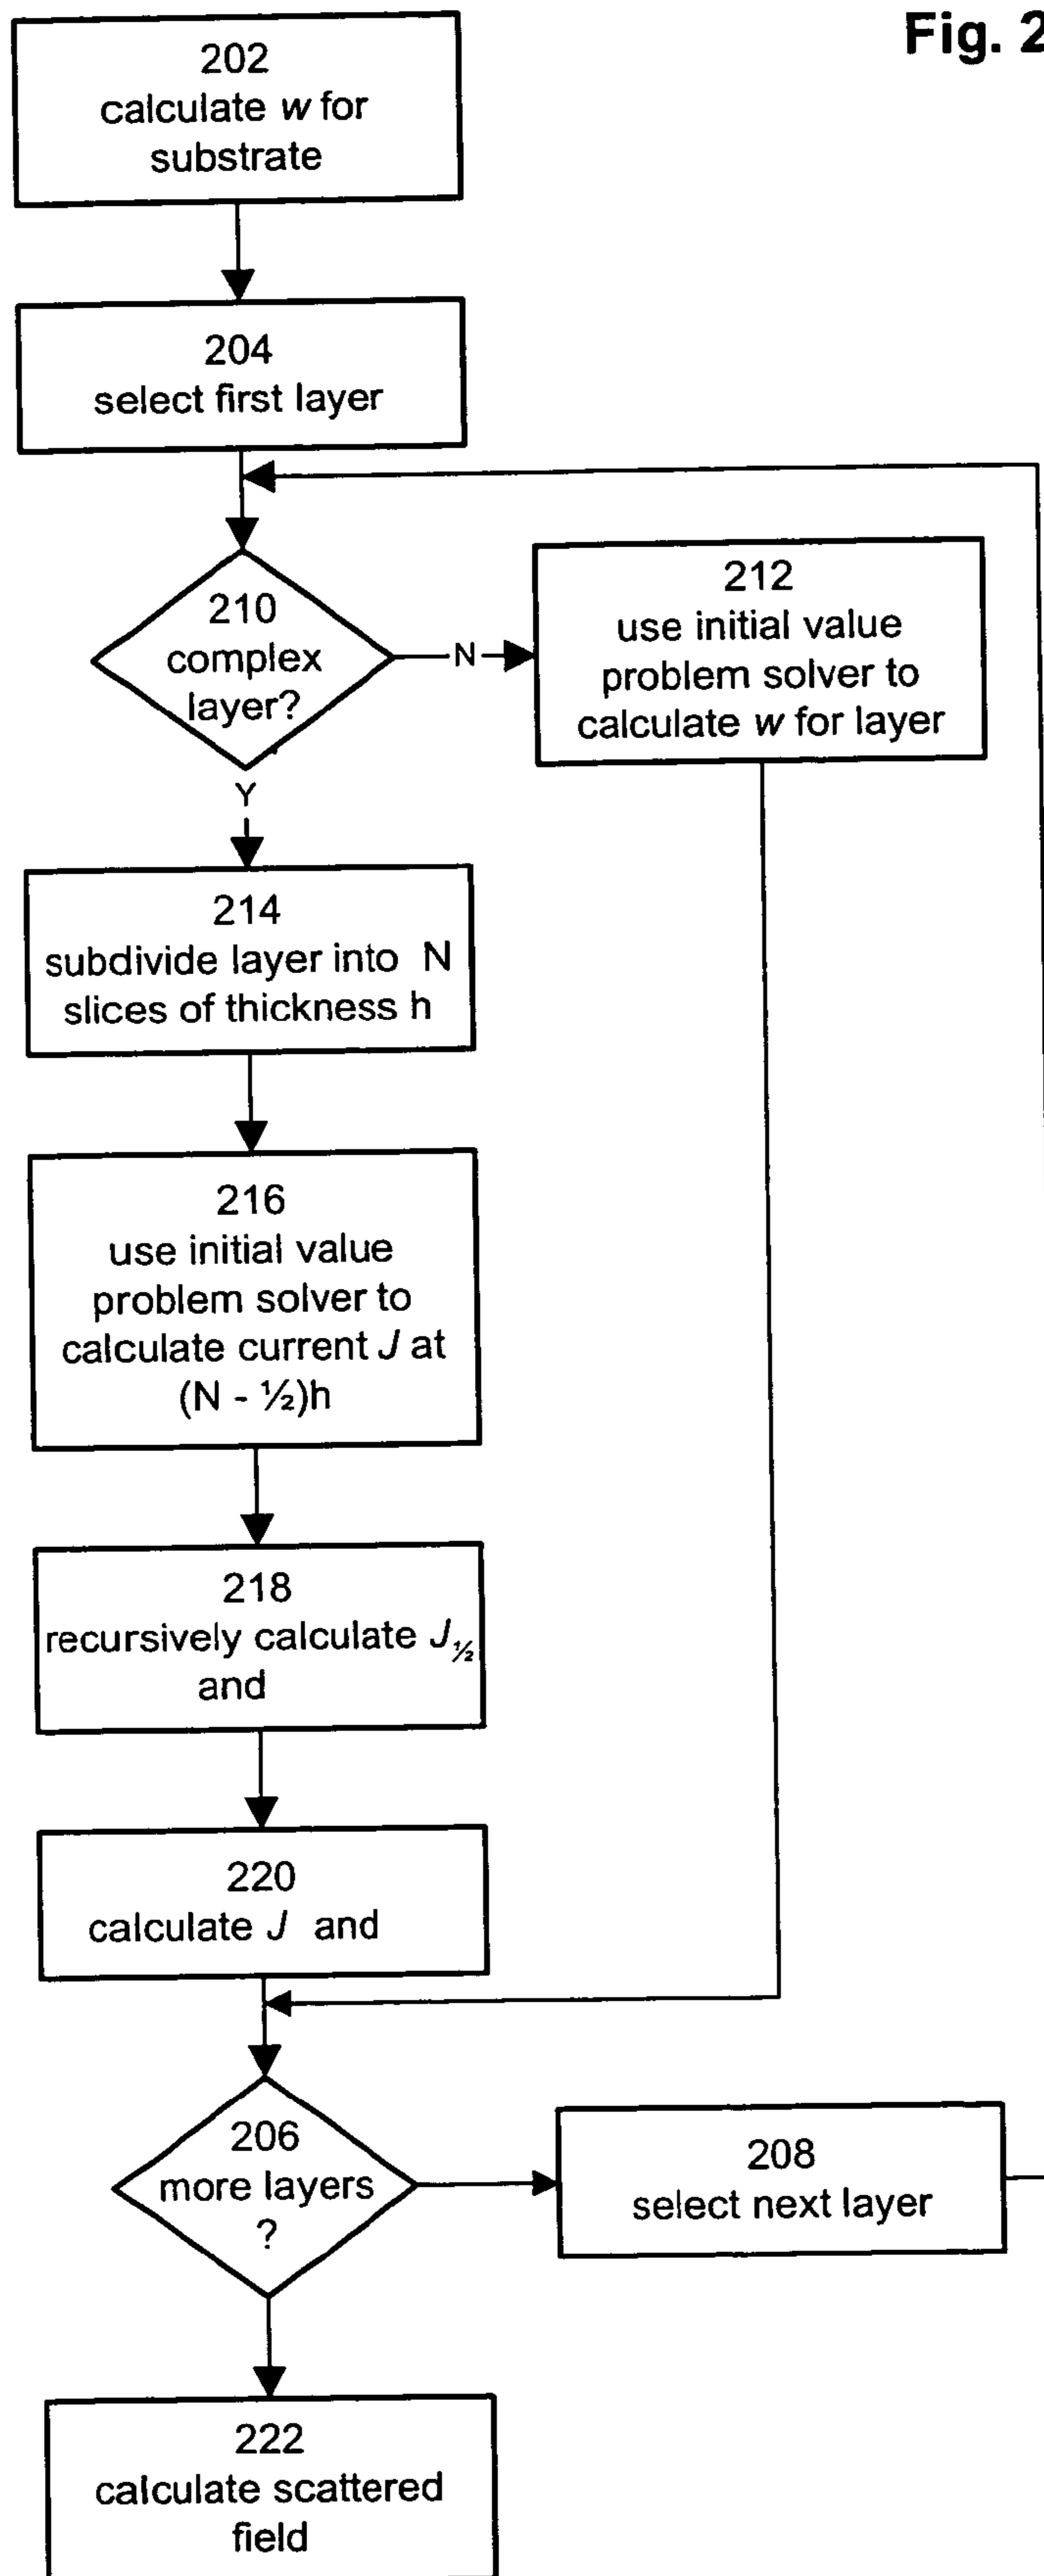 Fig. 2
202
calculate w for
substrate
204
select first layer
210
complex
layer?
N
212
use initial value
problem solver to
calculate w for layer
Y
214
subdivide layer into N
slices of thickness h
216
use initial value
problem solver to
calculate current J at
(N - ½)h
218
recursively calculate J½
and
220
calculate J and
206
more layers
?
208
select next layer
222
calculate scattered
field